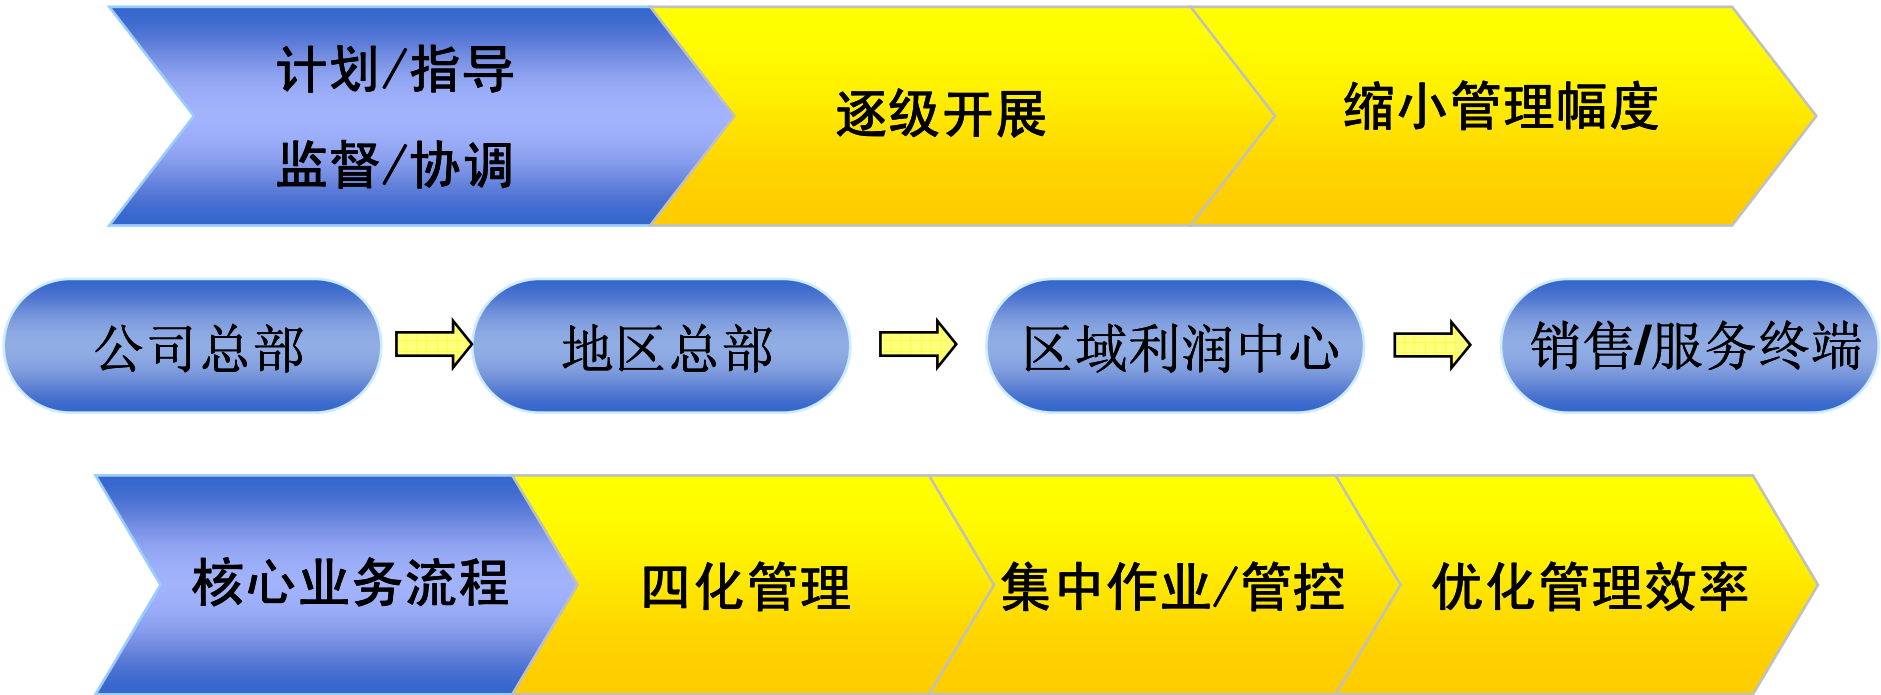 计划/指导
监督/协调
逐级开展
缩小管理幅度
公司总部
地区总部
区域利润中心
销售/服务终端
核心业务流程
四化管理
集中作业/管控
优化管理效率